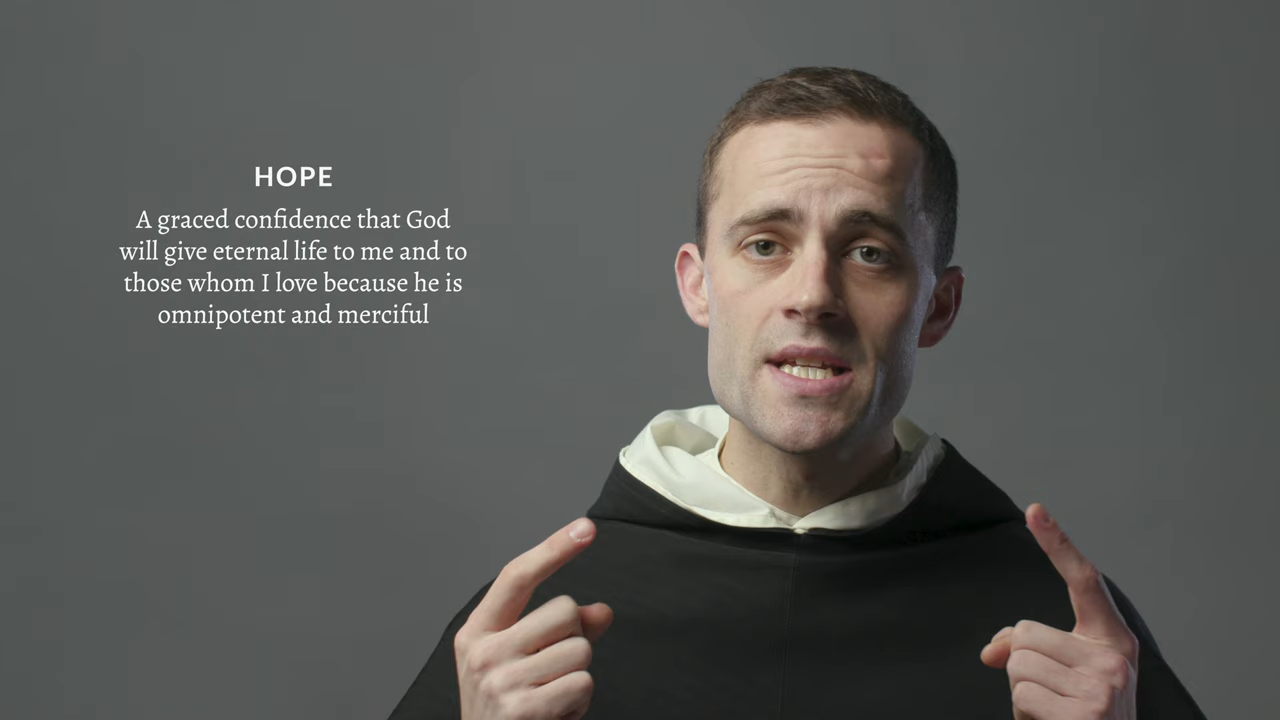 HOPE
A graced confidence that God
will give eternal life to me and to
those whom I love because he is
omnipotent and merciful